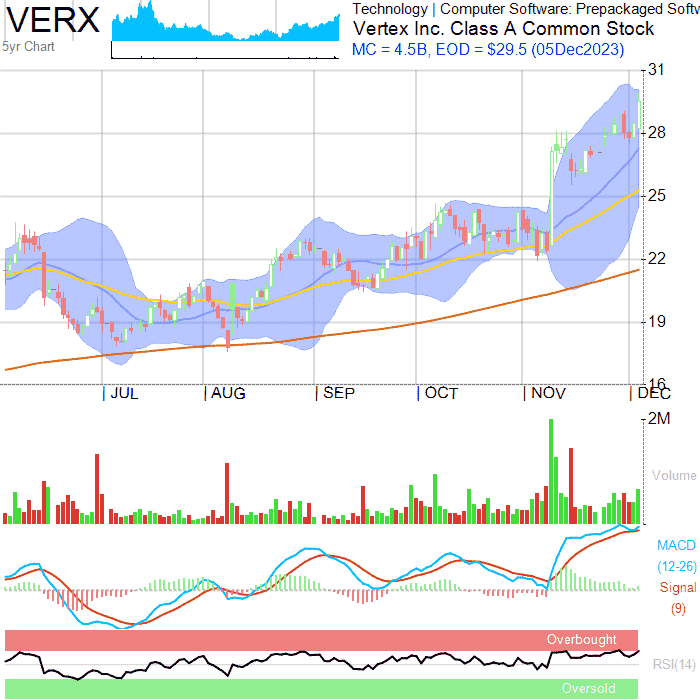 VERX
5yr Chart
Technology | Computer Software: Prepackaged Softw
Vertex Inc. Class A Common Stock
MC = 4.5B, EOD = $29.5 (05Dec2023)
31
28
25
22
19
16
| JUL | AUG | SEP | OCT | NOV | DEC
2M
Volume
MACD
(12-26)
Signal
(9)
Overbought
RSI(14)
Oversold